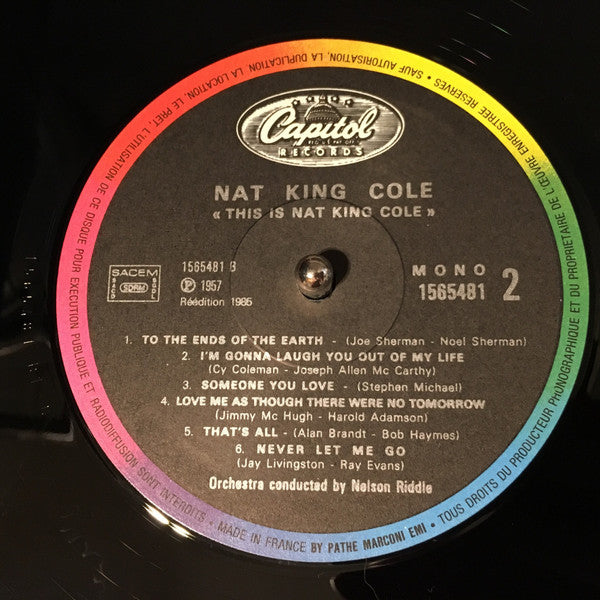 Capitol
RECORDS
NAT KING COLE
« THIS IS NAT KING COLE »
1565481 B
Ⓟ 1957
Réédition 1985
SACEM
SACD
SDRM
SGDL
MONO
1565481 2
1. TO THE ENDS OF THE EARTH - (Joe Sherman - Noel Sherman)
2. I'M GONNA LAUGH YOU OUT OF MY LIFE
(Cy Coleman - Joseph Allen Mc Carthy)
3. SOMEONE YOU LOVE - (Stephen Michael)
4. LOVE ME AS THOUGH THERE WERE NO TOMORROW
(Jimmy Mc Hugh - Harold Adamson)
5. THAT'S ALL - (Alan Brandt - Bob Haymes)
6. NEVER LET ME GO
(Jay Livingston - Ray Evans)
Orchestra conducted by Nelson Riddle
MADE IN FRANCE BY PATHE MARCONI EMI • TOUS DROITS DU PRODUCTEUR PHONOGRAPHIQUE ET DU PROPRIETAIRE DE L'ŒUVRE ENREGISTREE RESERVES • SAUF AUTORISATION, LA DUPLICATION, LA LOCATION, LE PRET, L'UTILISATION DE CE DISQUE POUR EXECUTION PUBLIQUE ET RADIODIFFUSION SONT INTERDITS •